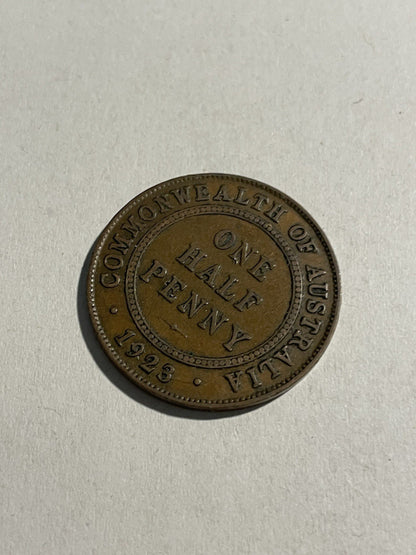 COMMONWEALTH OF AUSTRALIA
ONE
HALF
PENNY
· 1923 ·